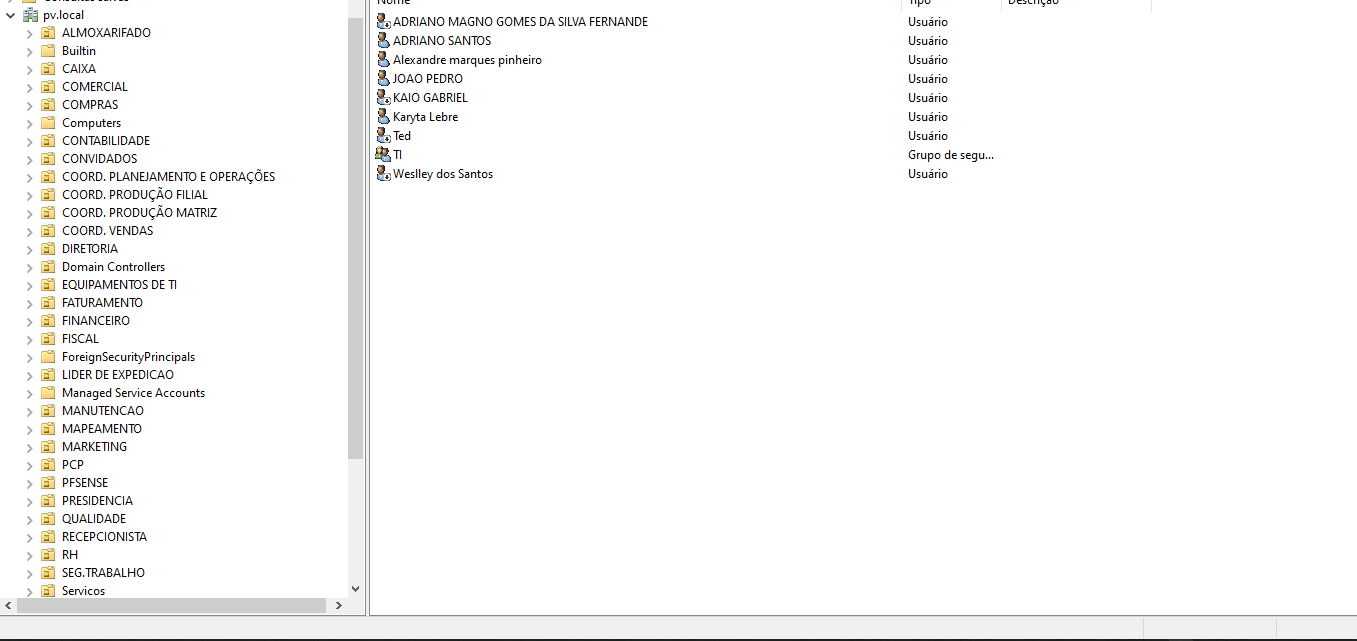 pv.local
ALMOXARIFADO
Builtin
CAIXA
COMERCIAL
COMPRAS
Computers
CONTABILIDADE
CONVIDADOS
COORD. PLANEJAMENTO E OPERAÇÕES
COORD. PRODUÇÃO FILIAL
COORD. PRODUÇÃO MATRIZ
COORD. VENDAS
DIRETORIA
Domain Controllers
EQUIPAMENTOS DE TI
FATURAMENTO
FINANCEIRO
FISCAL
ForeignSecurityPrincipals
LIDER DE EXPEDICAO
Managed Service Accounts
MANUTENCAO
MAPEAMENTO
MARKETING
PCP
PFSENSE
PRESIDENCIA
QUALIDADE
RECEPCIONISTA
RH
SEG.TRABALHO
Servicos
Nome Tipo Descrição
ADRIANO MAGNO GOMES DA SILVA FERNANDE Usuário
ADRIANO SANTOS Usuário
Alexandre marques pinheiro Usuário
JOAO PEDRO Usuário
KAIO GABRIEL Usuário
Karyta Lebre Usuário
Ted Usuário
TI Grupo de segu...
Weslley dos Santos Usuário